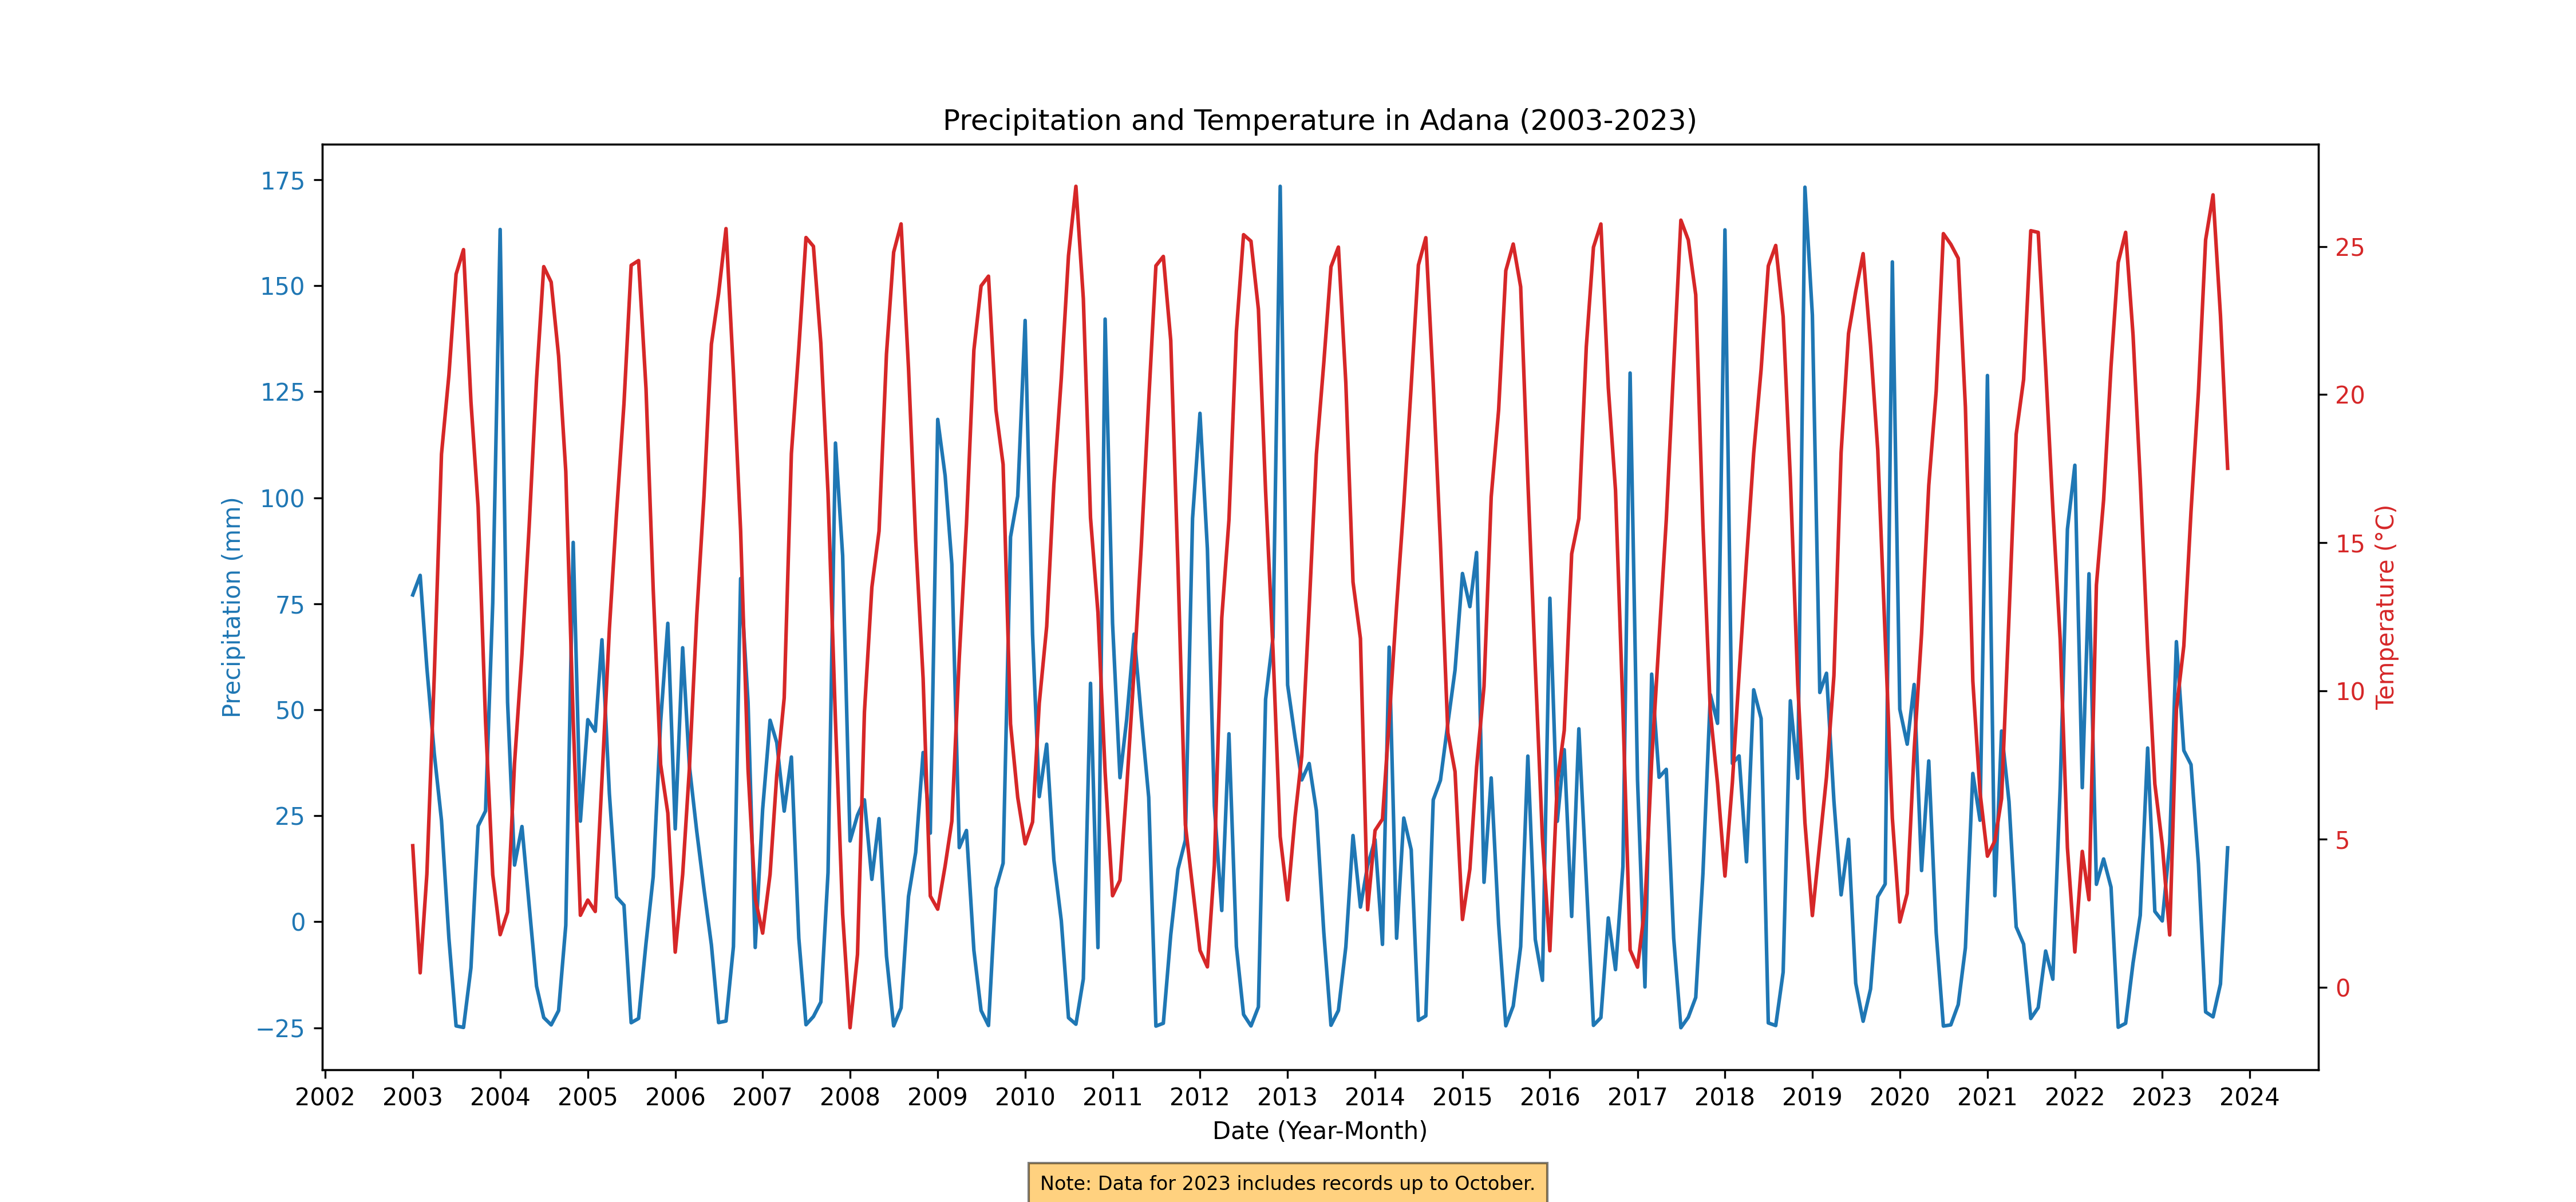 Precipitation and Temperature in Adana (2003-2023)
Precipitation (mm)
175
150
125
100
75
50
25
0
−25
25
20
15
10
5
0
Temperature (°C)
2002 2003 2004 2005 2006 2007 2008 2009 2010 2011 2012 2013 2014 2015 2016 2017 2018 2019 2020 2021 2022 2023 2024
Date (Year-Month)
Note: Data for 2023 includes records up to October.